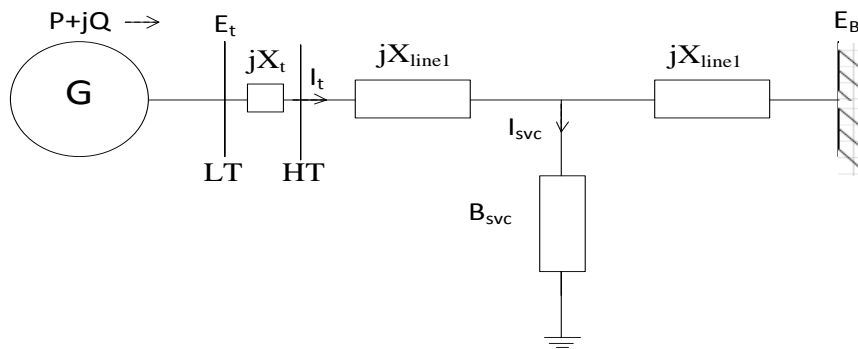 P+jQ
E_t
jX_t
I_t
jX_line1
jX_line1
E_B
G
I_svc
LT
HT
B_svc